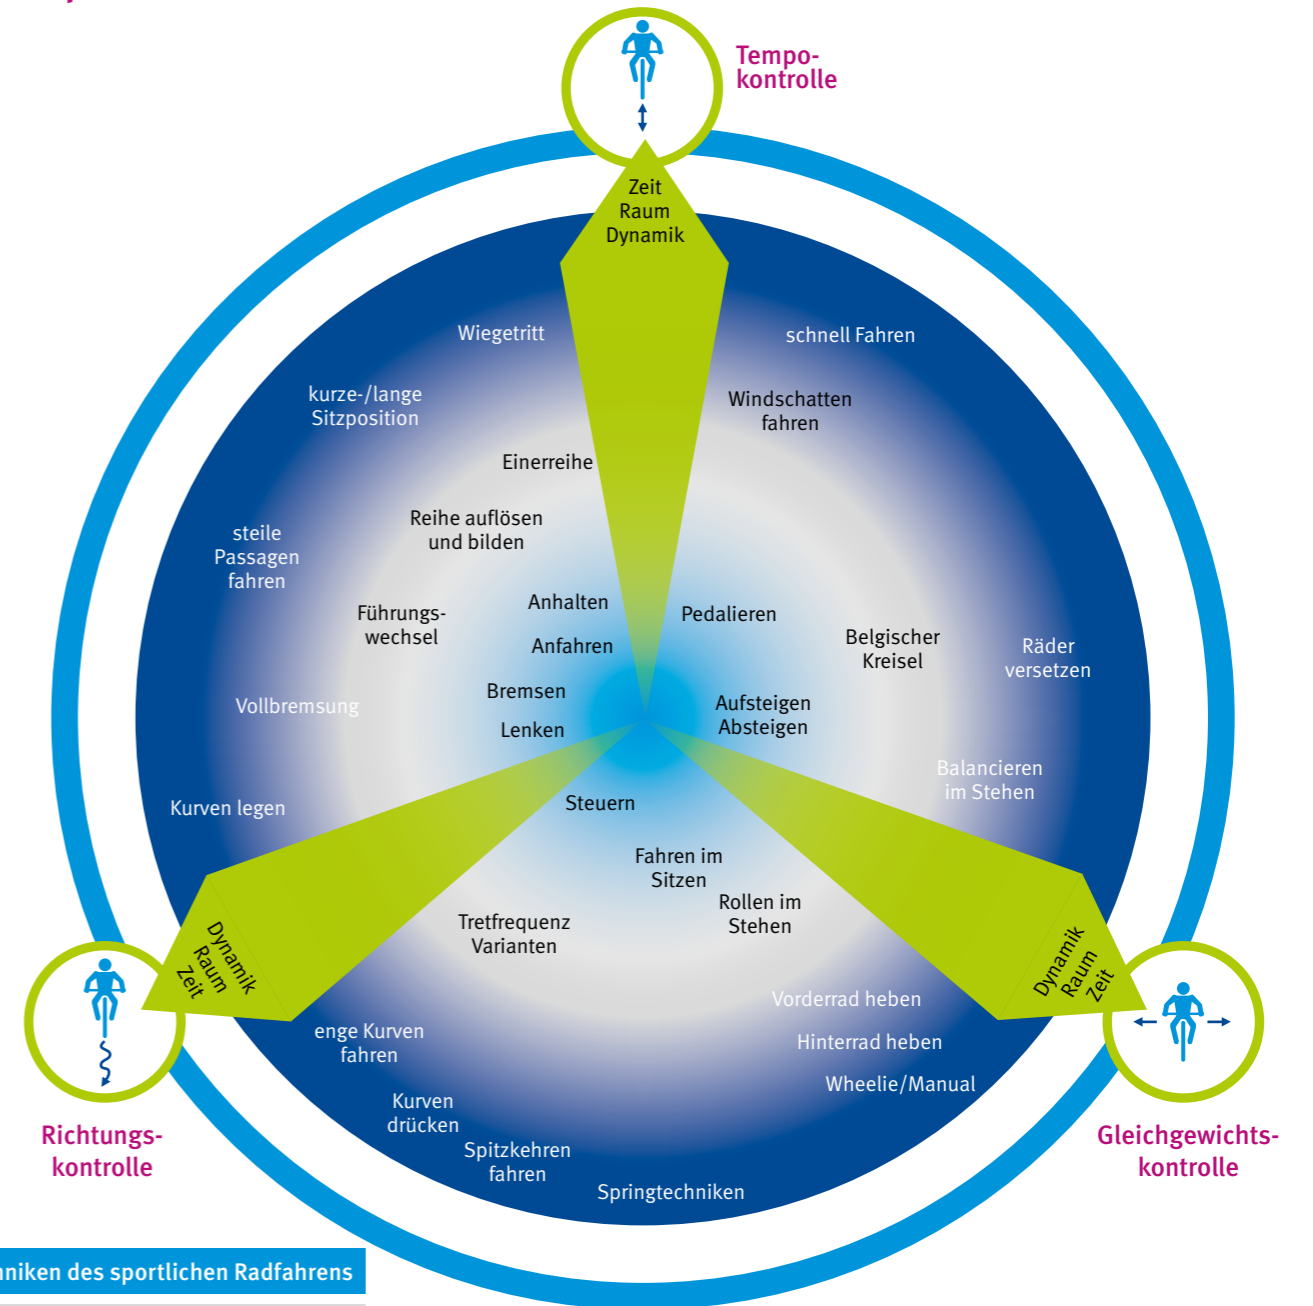 Tempo-
kontrolle
Zeit
Raum
Dynamik
Wiegetritt
schnell Fahren
kurze-/lange
Sitzposition
Windschatten
fahren
Einerreihe
Reihe auflösen
und bilden
steile
Passagen
fahren
Anhalten
Pedalieren
Führungs-
wechsel
Anfahren
Belgischer
Kreisel
Räder
versetzen
Bremsen
Vollbremsung
Aufsteigen
Absteigen
Lenken
Balancieren
im Stehen
Kurven legen
Steuern
Fahren im
Sitzen
Rollen im
Stehen
Tretfrequenz
Varianten
Dynamik
Raum
Zeit
Dynamik
Raum
Zeit
Vorderrad heben
enge Kurven
fahren
Hinterrad heben
Wheelie/Manual
Kurven
drücken
Richtungs-
kontrolle
Gleichgewichts-
kontrolle
Spitzkehren
fahren
Springtechniken
des sportlichen Radfahrens